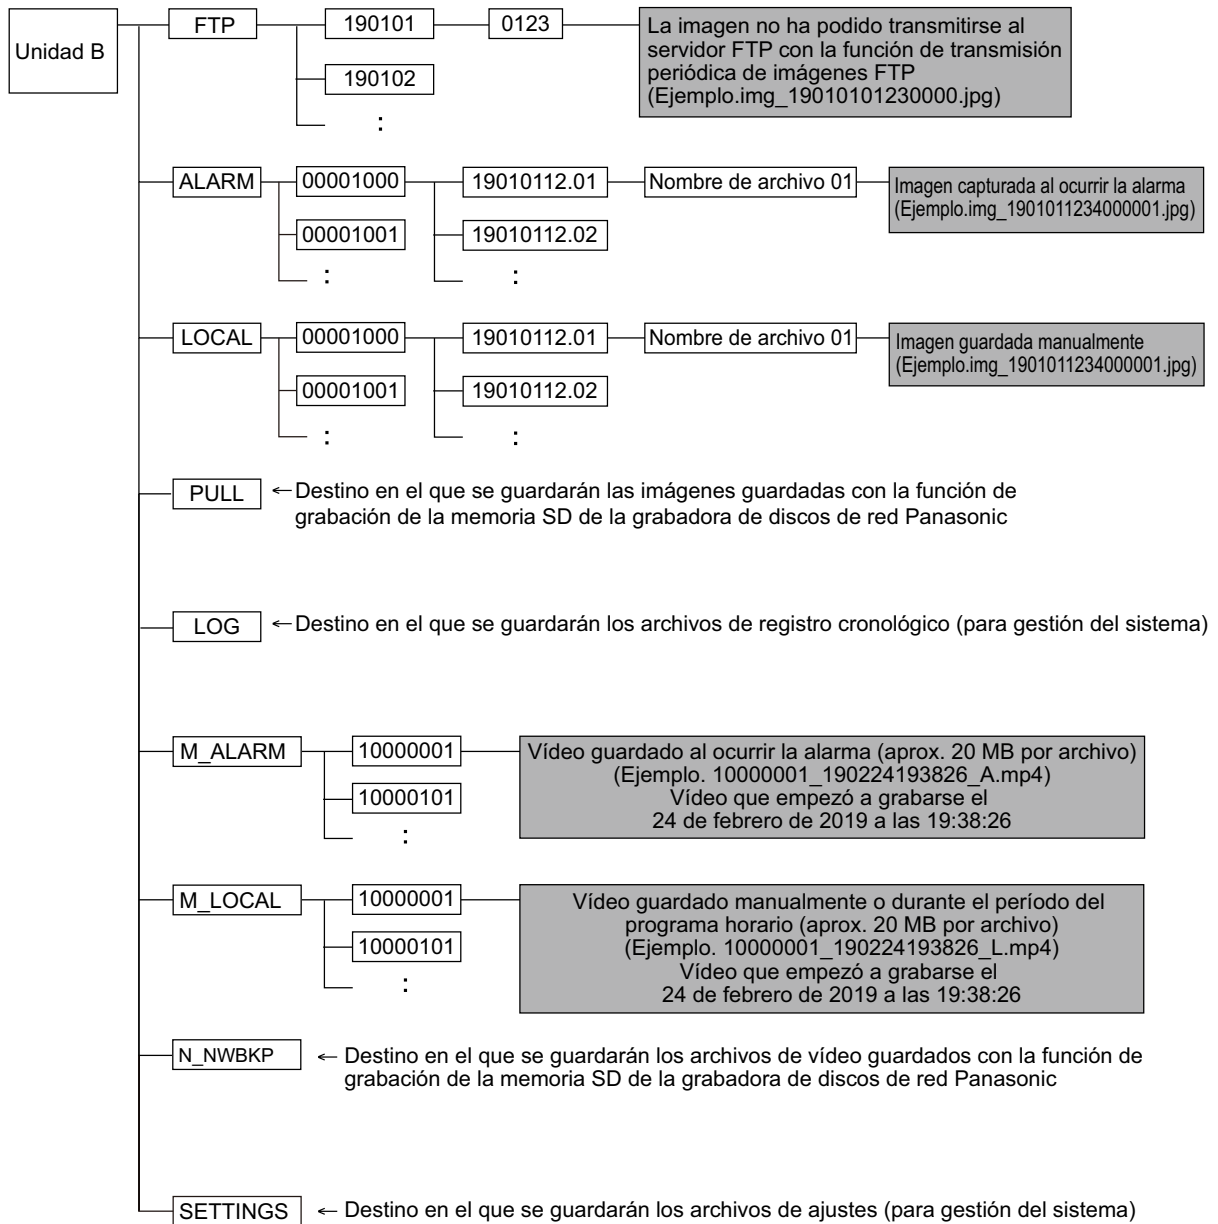 Unidad B
FTP
190101
0123
La imagen no ha podido transmitirse al
servidor FTP con la función de transmisión
periódica de imágenes FTP
(Ejemplo.img_19010101230000.jpg)
190102
:
ALARM
00001000
19010112.01
Nombre de archivo 01
Imagen capturada al ocurrir la alarma
(Ejemplo.img_1901011234000001.jpg)
00001001
19010112.02
:
:
LOCAL
00001000
19010112.01
Nombre de archivo 01
Imagen guardada manualmente
(Ejemplo.img_1901011234000001.jpg)
00001001
19010112.02
:
:
PULL
← Destino en el que se guardarán las imágenes guardadas con la función de
grabación de la memoria SD de la grabadora de discos de red Panasonic
LOG
← Destino en el que se guardarán los archivos de registro cronológico (para gestión del sistema)
M_ALARM
10000001
Vídeo guardado al ocurrir la alarma (aprox. 20 MB por archivo)
(Ejemplo. 10000001_190224193826_A.mp4)
Vídeo que empezó a grabarse el
24 de febrero de 2019 a las 19:38:26
10000101
:
M_LOCAL
10000001
Vídeo guardado manualmente o durante el período del
programa horario (aprox. 20 MB por archivo)
(Ejemplo. 10000001_190224193826_L.mp4)
Vídeo que empezó a grabarse el
24 de febrero de 2019 a las 19:38:26
10000101
:
N_NWBKP
← Destino en el que se guardarán los archivos de vídeo guardados con la función de
grabación de la memoria SD de la grabadora de discos de red Panasonic
SETTINGS
← Destino en el que se guardarán los archivos de ajustes (para gestión del sistema)